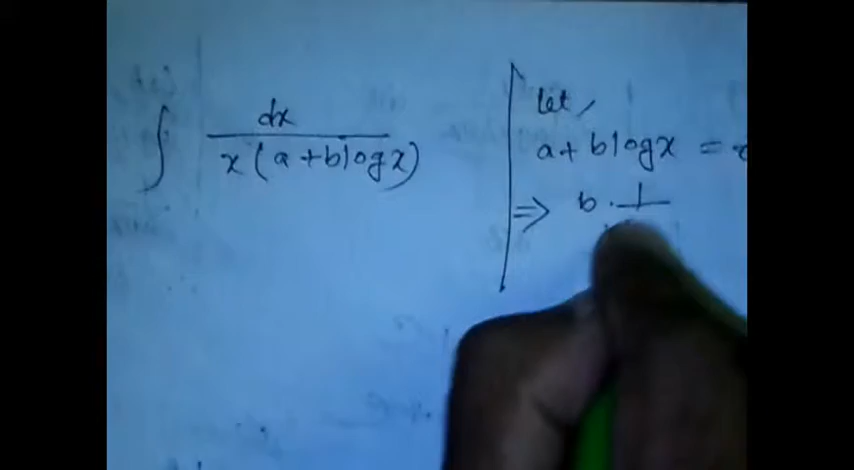 ∫ dx / x(a+blogx)
let,
a+blogx =
⇒ b. 1